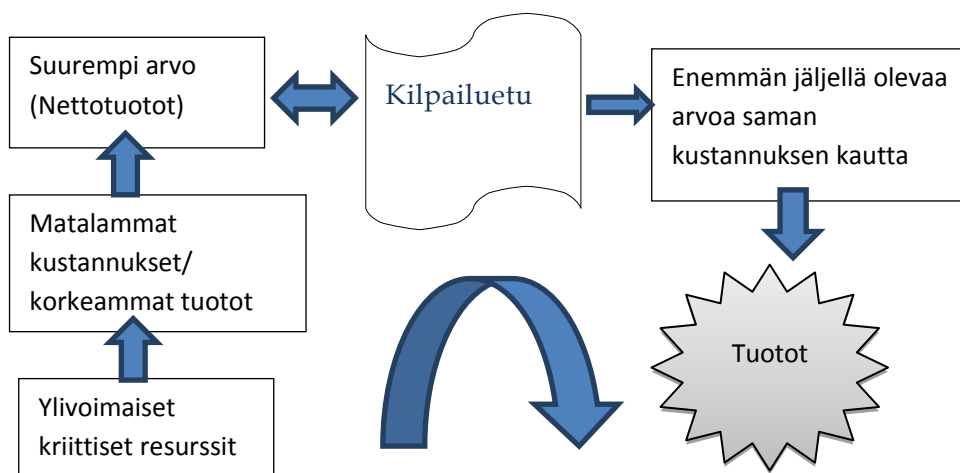 Suurempi arvo
(Nettotuotot)
Kilpailuetu
Enemmän jäljellä olevaa
arvoa saman
kustannuksen kautta
Matalammat
kustannukset/
korkeammat tuotot
Tuotot
Ylivoimaiset
kriittiset resurssit